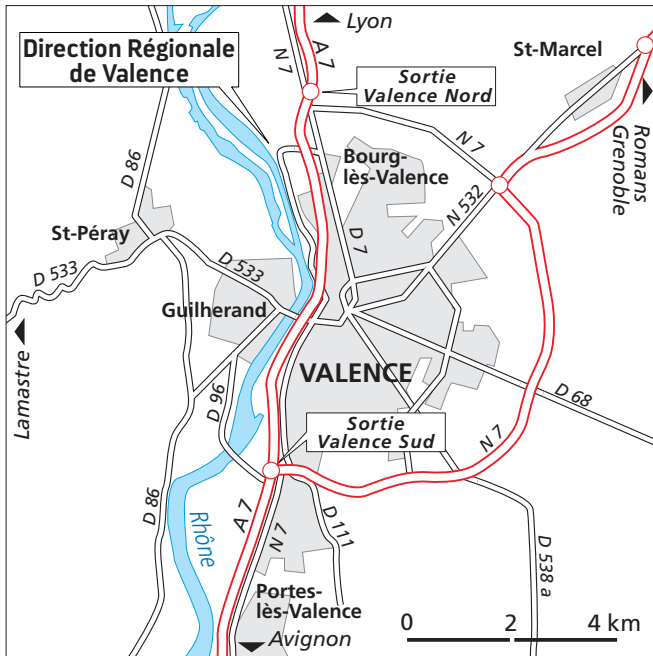 Lyon
A 7
N 7
Direction Régionale
de Valence
St-Marcel
Sortie
Valence Nord
Romans
Grenoble
D 86
N 7
Bourg-
lès-Valence
N 532
St-Péray
D 7
D 533
D 533
Guilherand
Lamastre
VALENCE
D 96
D 68
Sortie
Valence Sud
N 7
D 86
Rhône
A 7
N 7
D 111
D 538 a
Portes-
lès-Valence
Avignon
0 2 4 km